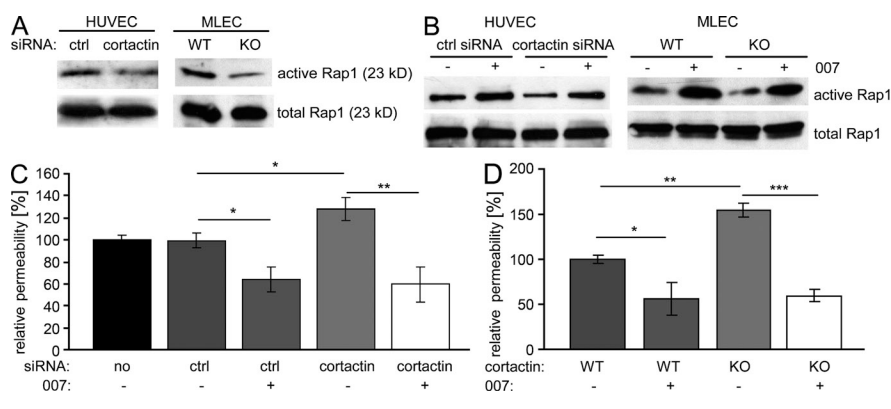 A
HUVEC MLEC
siRNA: ctrl cortactin WT KO
active Rap1 (23 kD)
total Rap1 (23 kD)
B
HUVEC MLEC
ctrl siRNA cortactin siRNA WT KO
- + - + - + - + 007
active Rap1
total Rap1
C
relative permeability [%]
160
140
120
100
80
60
40
20
0
* * **
siRNA: no ctrl ctrl cortactin cortactin
007: - - + - +
D
relative permeability [%]
200
150
100
50
0
** * ***
cortactin: WT WT KO KO
007: - + - +